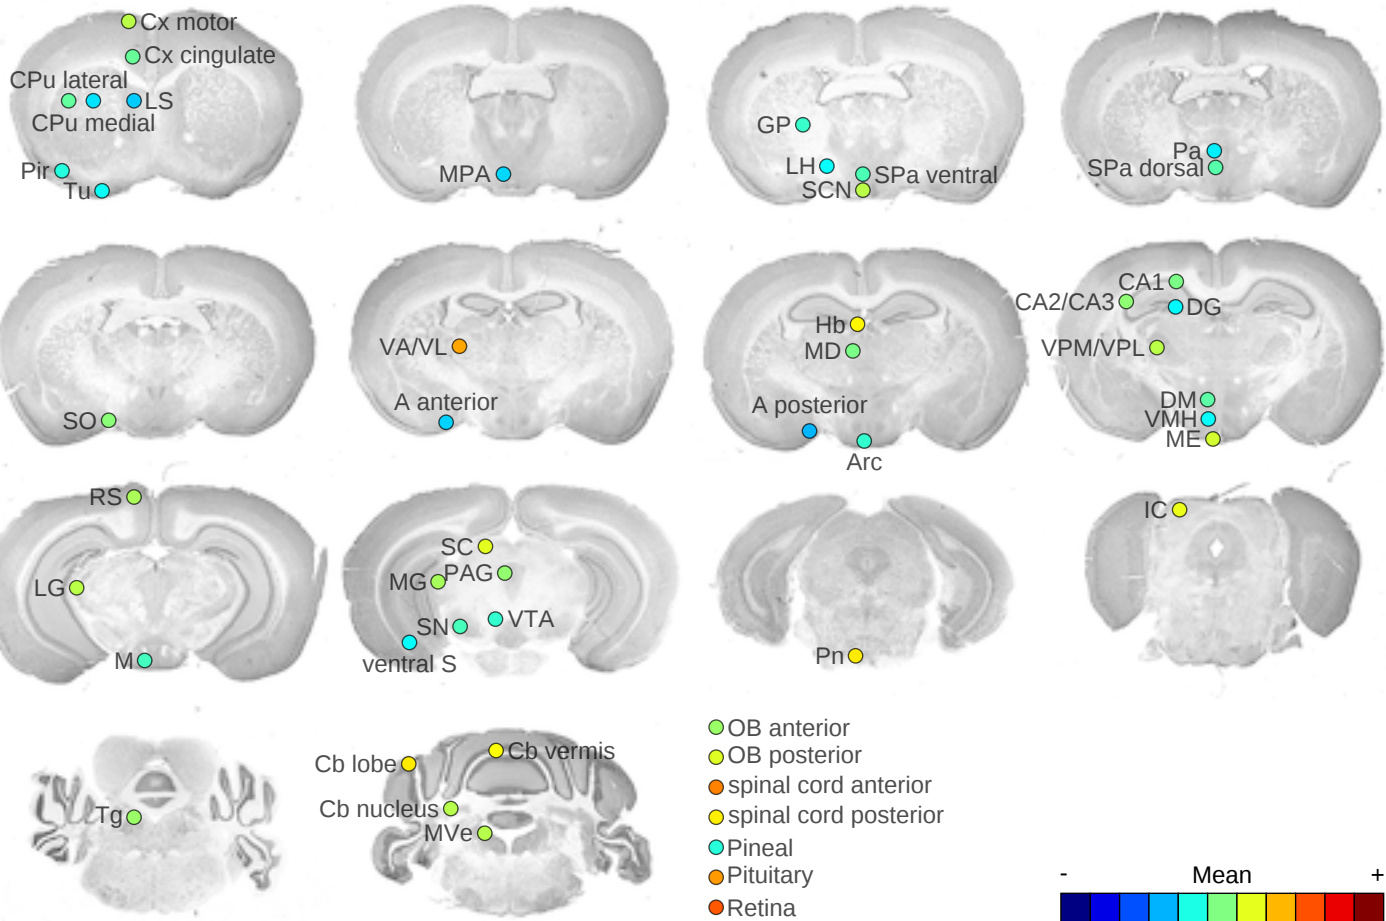 Cx motor
Cx cingulate
CPu lateral
LS
CPu medial
Pir
Tu
MPA
GP
LH
SPa ventral
SCN
Pa
SPa dorsal
SO
VA/VL
A anterior
Hb
MD
A posterior
Arc
CA1
CA2/CA3
DG
VPM/VPL
DM
VMH
ME
RS
LG
M
SC
MG
PAG
SN
VTA
ventral S
Pn
IC
Tg
Cb lobe
Cb vermis
Cb nucleus
MVe
OB anterior
OB posterior
spinal cord anterior
spinal cord posterior
Pineal
Pituitary
Retina
- Mean +